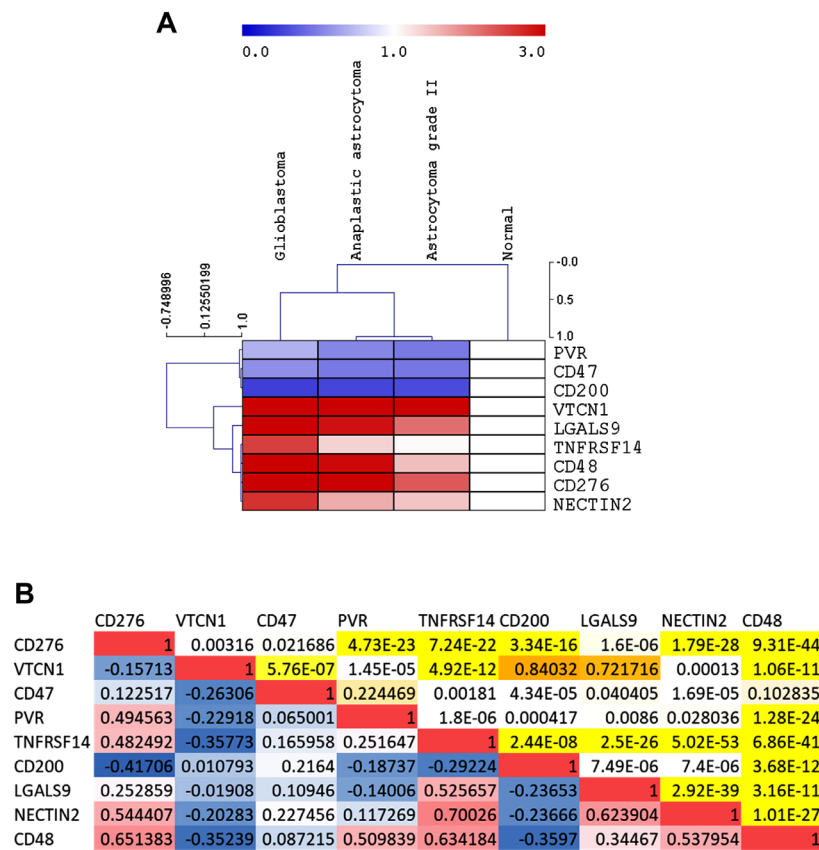 A
0.0 1.0 3.0
Glioblastoma
Anaplastic astrocytoma
Astrocytoma grade II
Normal
-0.748996
0.12550199
1.0
-0.0
0.5
1.0
PVR
CD47
CD200
VTCN1
LGALS9
TNFRSF14
CD48
CD276
NECTIN2
B
CD276 VTCN1 CD47 PVR TNFRSF14 CD200 LGALS9 NECTIN2 CD48
CD276 1 0.00316 0.021686 4.73E-23 7.24E-22 3.34E-16 1.6E-06 1.79E-28 9.31E-44
VTCN1 -0.15713 1 5.76E-07 1.45E-05 4.92E-12 0.84032 0.721716 0.00013 1.06E-11
CD47 0.122517 -0.26306 1 0.224469 0.00181 4.34E-05 0.040405 1.69E-05 0.102835
PVR 0.494563 -0.22918 0.065001 1 1.8E-06 0.000417 0.0086 0.028036 1.28E-24
TNFRSF14 0.482492 -0.35773 0.165958 0.251647 1 2.44E-08 2.5E-26 5.02E-53 6.86E-41
CD200 -0.41706 0.010793 0.2164 -0.18737 -0.29224 1 7.49E-06 7.4E-06 3.68E-12
LGALS9 0.252859 -0.01908 0.10946 -0.14006 0.525657 -0.23653 1 2.92E-39 3.16E-11
NECTIN2 0.544407 -0.20283 0.227456 0.117269 0.70026 -0.23666 0.623904 1 1.01E-27
CD48 0.651383 -0.35239 0.087215 0.509839 0.634184 -0.3597 0.34467 0.537954 1